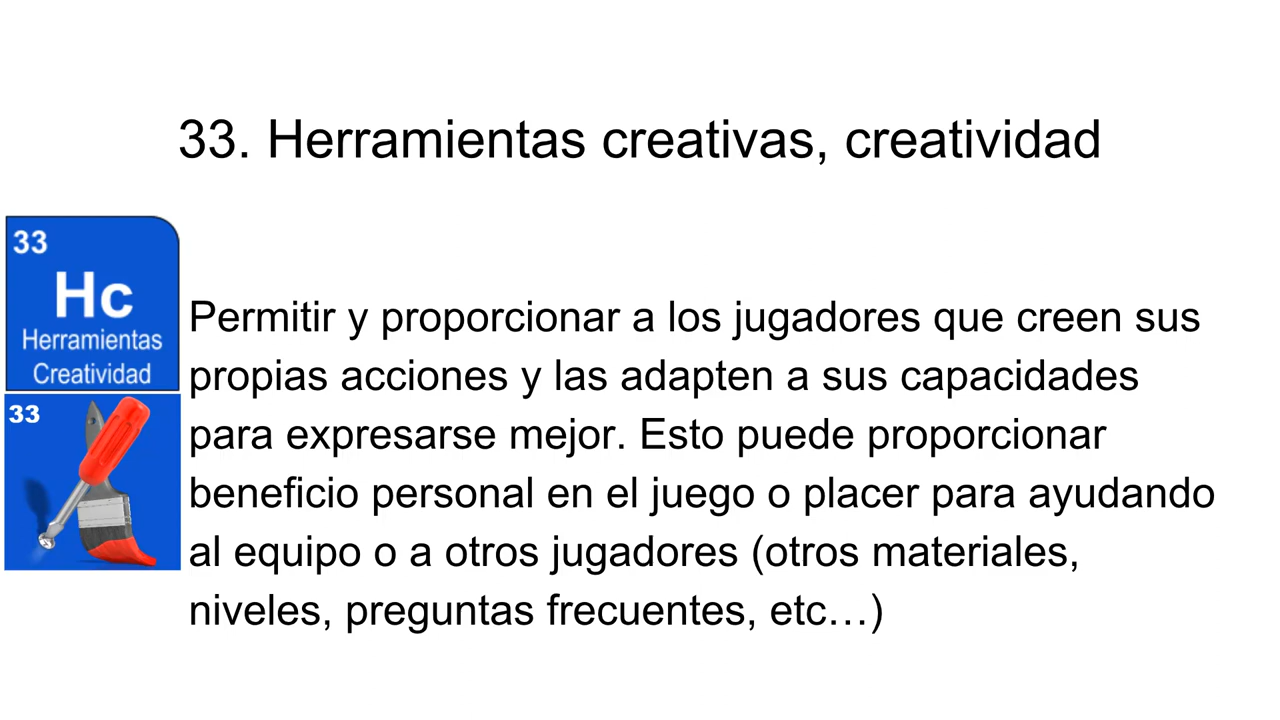 33. Herramientas creativas, creatividad
33
Hc
Herramientas
Creatividad
33
Permitir y proporcionar a los jugadores que creen sus
propias acciones y las adapten a sus capacidades
para expresarse mejor. Esto puede proporcionar
beneficio personal en el juego o placer para ayudando
al equipo o a otros jugadores (otros materiales,
niveles, preguntas frecuentes, etc…)